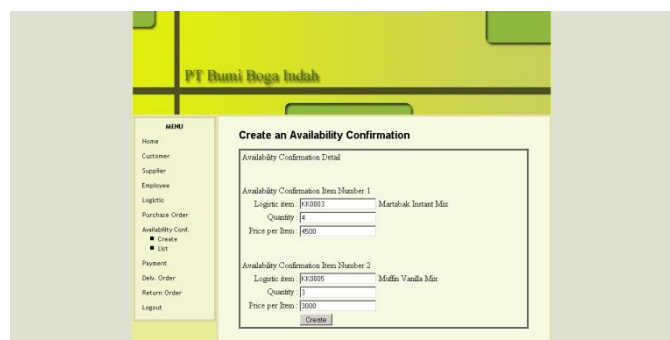 PT Bumi Boga Indah
MENU
Home
Customer
Supplier
Employee
Logistic
Purchase Order
Availability Conf.
Create
List
Payment
Delv. Order
Return Order
Logout
Create an Availability Confirmation
Availability Confirmation Detail
Availability Confirmation Item Number 1
Logistic item : KK0003 Martabak Instant Mix
Quantity : 4
Price per Item : 4500
Availability Confirmation Item Number 2
Logistic item : KK0005 Muffin Vanilla Mix
Quantity : 3
Price per Item : 3000
Create